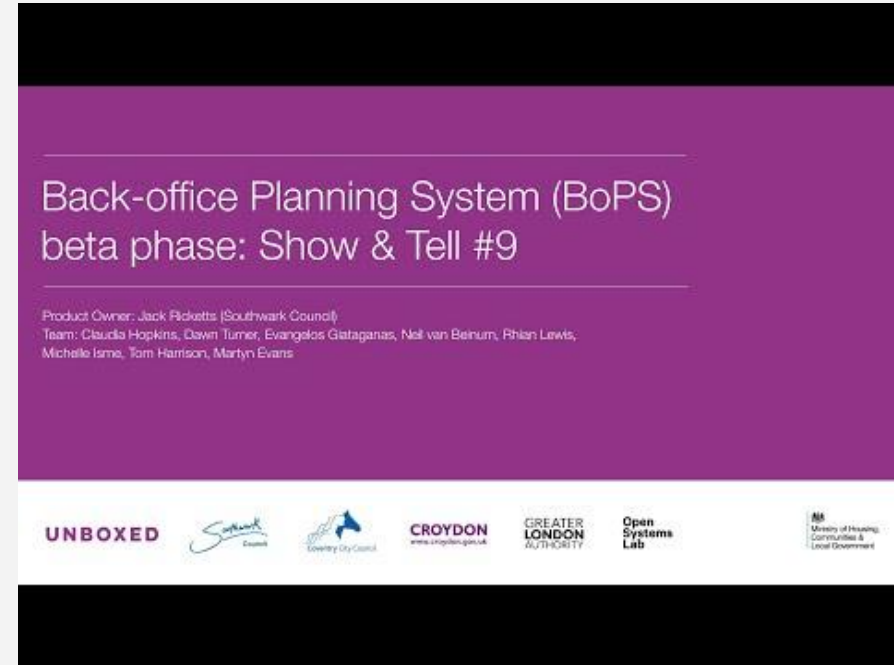 Back-office Planning System (BoPS)
beta phase: Show & Tell #9
Product Owner: Jack Ricketts (Southwark Council)
Team: Claudia Hopkins, Dawn Turner, Evangelos Giataganas, Neil van Beinum, Rhian Lewis,
Michelle Isme, Tom Harrison, Martyn Evans
UNBOXED
Southwark
Council
Coventry City Council
CROYDON
www.croydon.gov.uk
GREATER
LONDON
AUTHORITY
Open
Systems
Lab
Ministry of Housing,
Communities &
Local Government